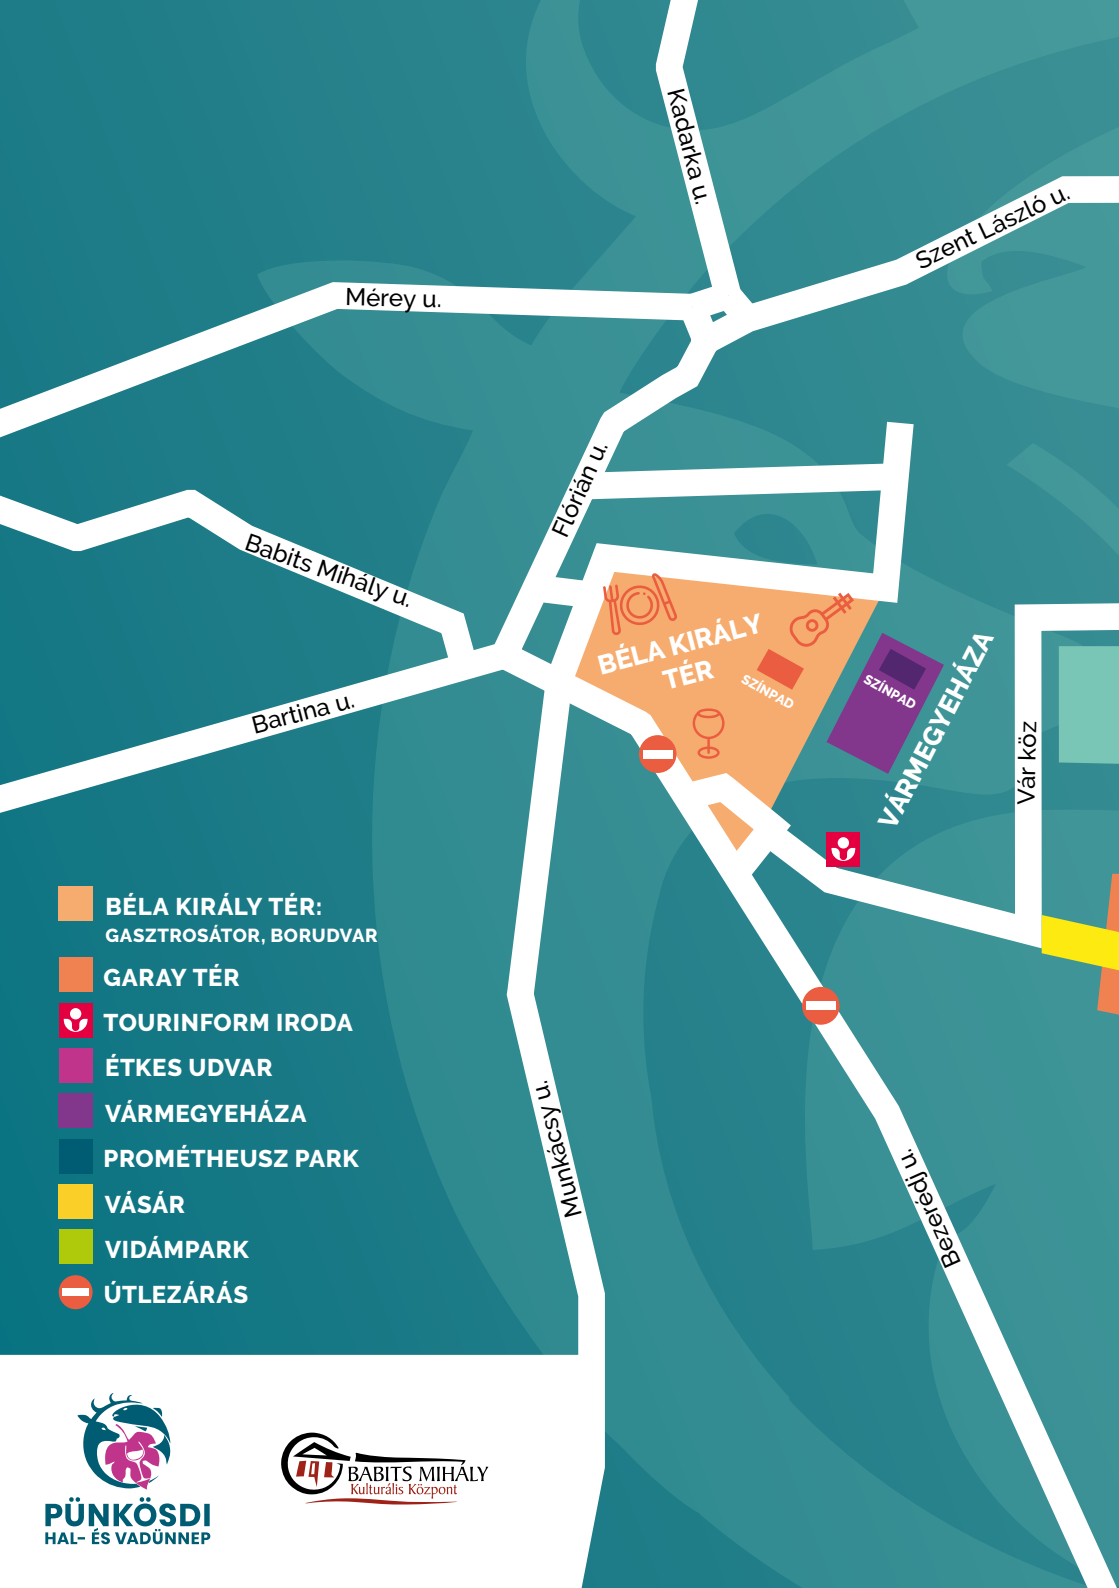 Kadarka u.
Szent László u.
Mérey u.
Flórián u.
Babits Mihály u.
BÉLA KIRÁLY
TÉR
SZÍNPAD
SZÍNPAD
VÁRMEGYEHÁZA
Bartina u.
Vár köz
BÉLA KIRÁLY TÉR:
GASZTROSÁTOR, BORUDVAR
GARAY TÉR
TOURINFORM IRODA
ÉTKES UDVAR
VÁRMEGYEHÁZA
PROMÉTHEUSZ PARK
VÁSÁR
VIDÁMPARK
ÚTLEZÁRÁS
Munkácsy u.
Bezerédj u.
PÜNKÖSDI
HAL- ÉS VADÜNNEP
BABITS MIHÁLY
Kulturális Központ